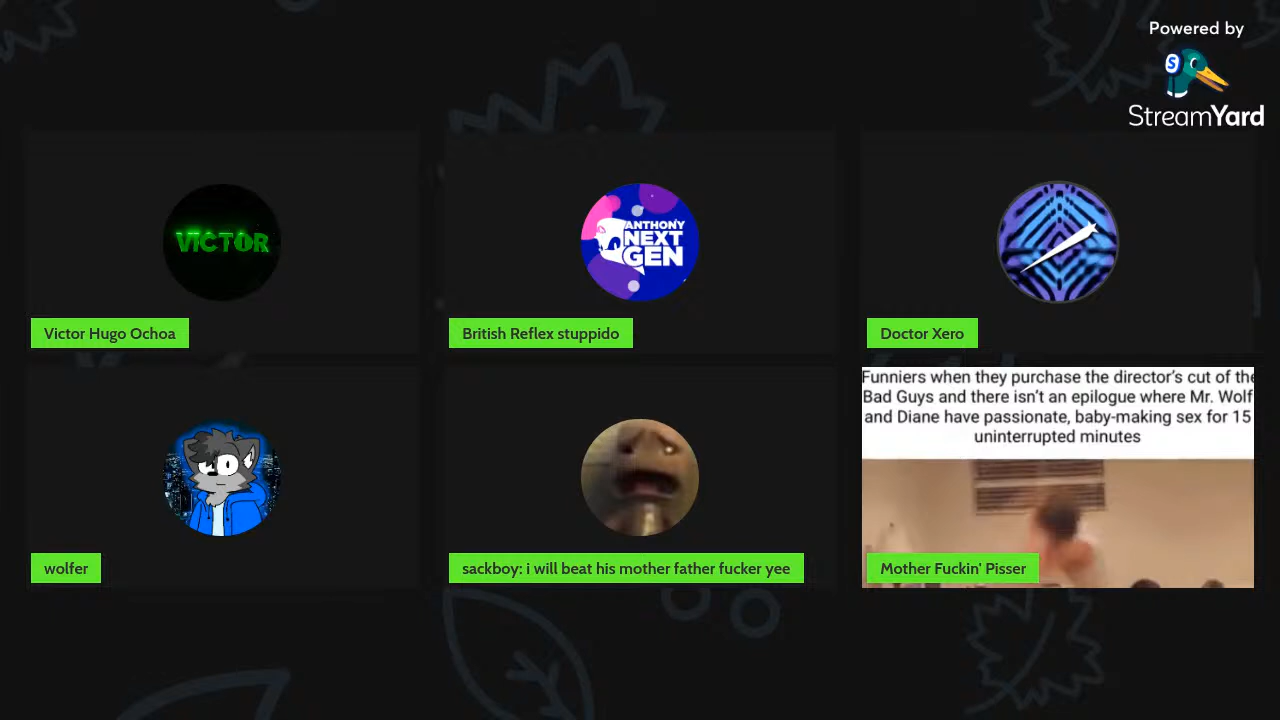 Powered by
S
StreamYard
VICTOR
ANTHONY
NEXT
GEN
Victor Hugo Ochoa
British Reflex stuppido
Doctor Xero
Funniers when they purchase the director's cut of the
Bad Guys and there isn't an epilogue where Mr. Wolf
and Diane have passionate, baby-making sex for 15
uninterrupted minutes
wolfer
sackboy: i will beat his mother father fucker yee
Mother Fuckin' Pisser